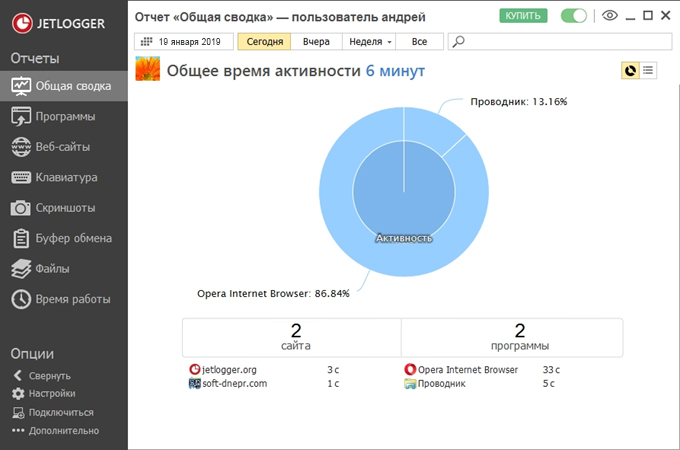 JETLOGGER
Отчет «Общая сводка» — пользователь андрей
КУПИТЬ
19 января 2019
Сегодня
Вчера
Неделя
Все
Отчеты
Общая сводка
Программы
Веб-сайты
Клавиатура
Скриншоты
Буфер обмена
Файлы
Время работы
Опции
Свернуть
Настройки
Подключиться
Дополнительно
Общее время активности 6 минут
Проводник: 13.16%
Активность
Opera Internet Browser: 86.84%
2
сайта
2
программы
jetlogger.org 3 с
soft-dnepr.com 1 с
Opera Internet Browser 33 с
Проводник 5 с